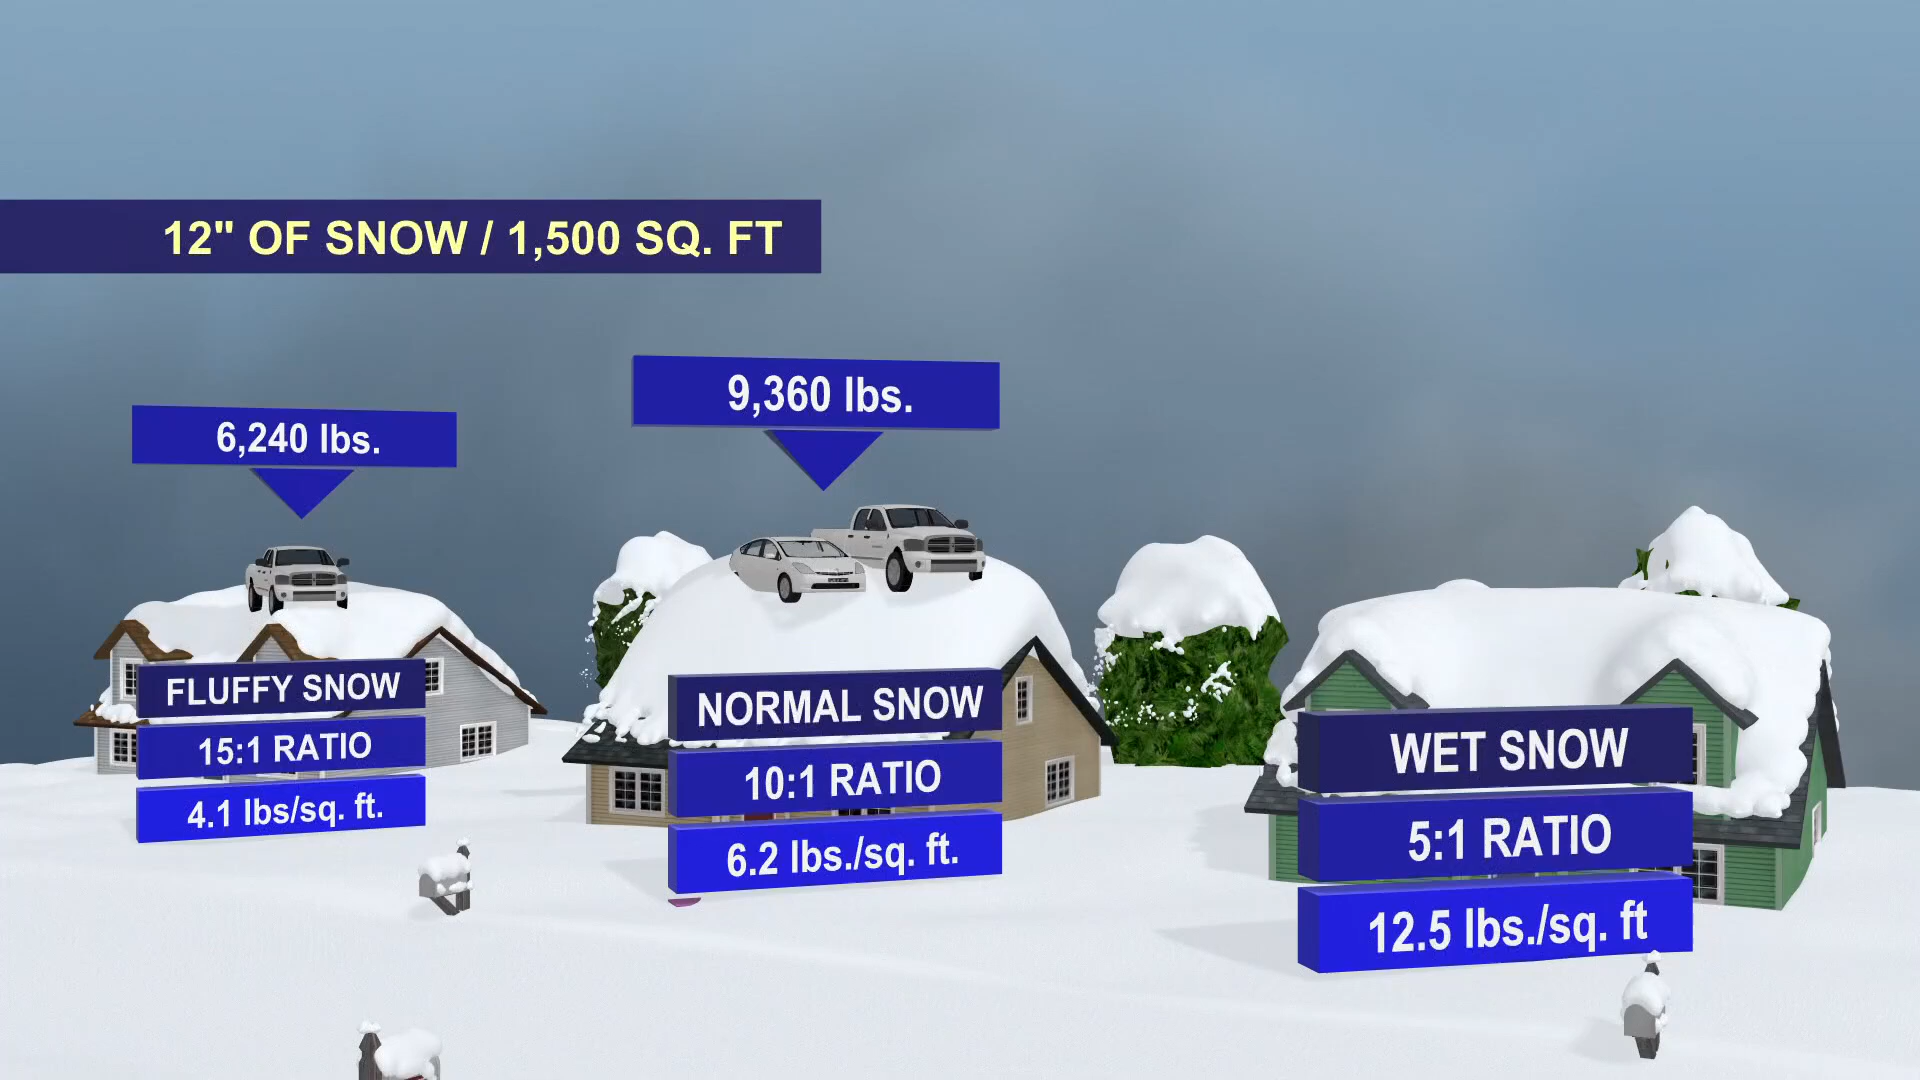 12" OF SNOW / 1,500 SQ. FT
6,240 lbs.
FLUFFY SNOW
15:1 RATIO
4.1 lbs/sq. ft.
9,360 lbs.
NORMAL SNOW
10:1 RATIO
6.2 lbs./sq. ft.
WET SNOW
5:1 RATIO
12.5 lbs./sq. ft